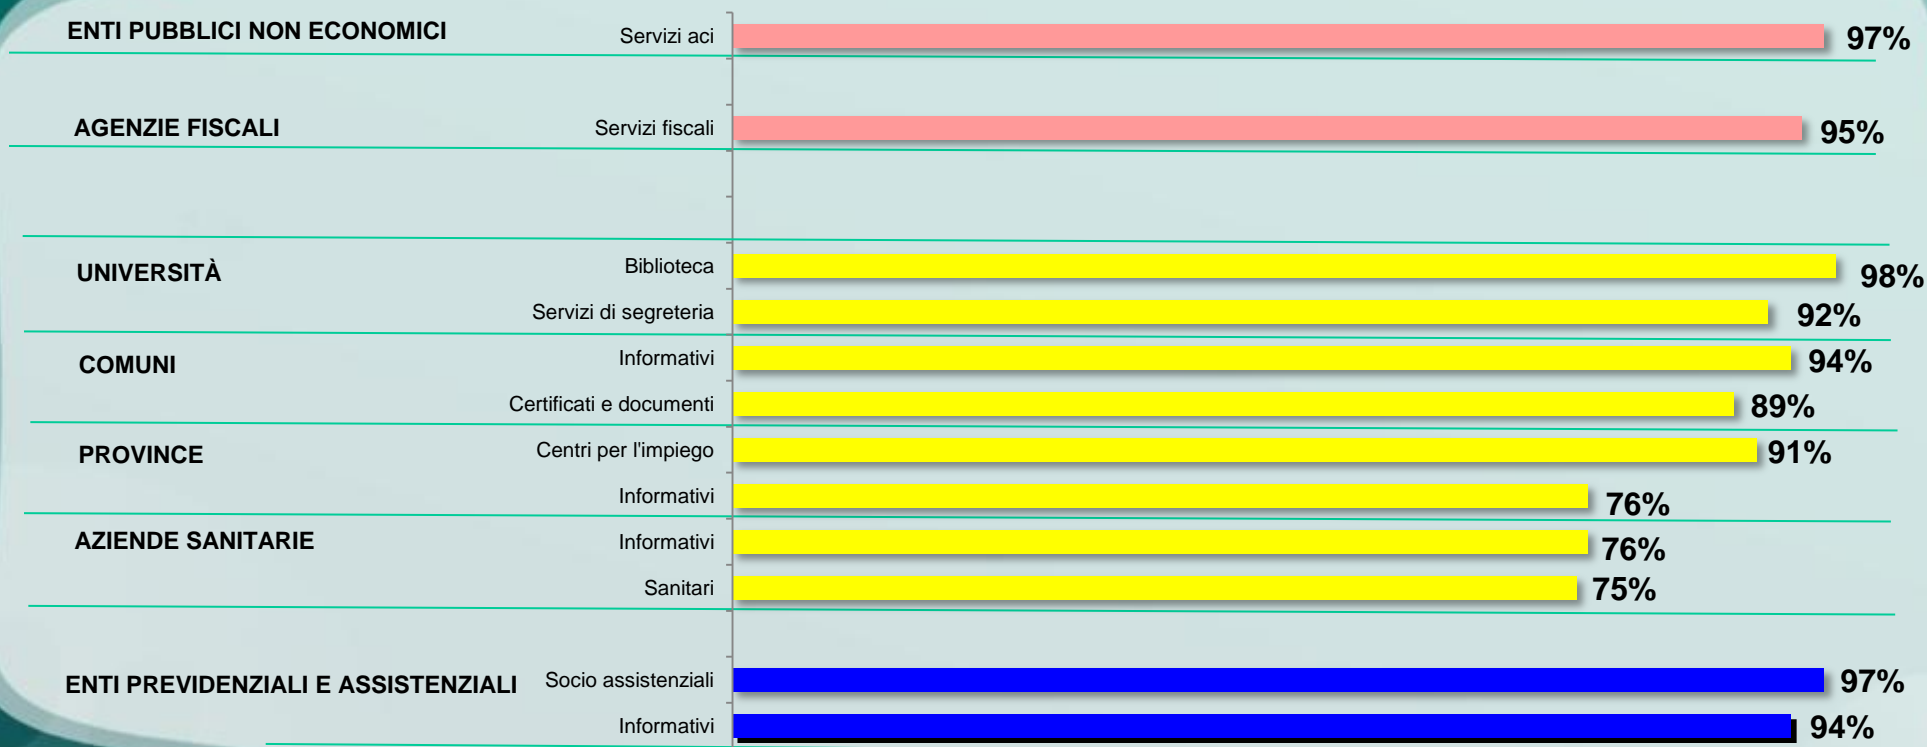 ENTI PUBBLICI NON ECONOMICI Servizi aci 97%
AGENZIE FISCALI Servizi fiscali 95%
UNIVERSITÀ Biblioteca 98%
Servizi di segreteria 92%
COMUNI Informativi 94%
Certificati e documenti 89%
PROVINCE Centri per l'impiego 91%
Informativi 76%
AZIENDE SANITARIE Informativi 76%
Sanitari 75%
ENTI PREVIDENZIALI E ASSISTENZIALI Socio assistenziali 97%
Informativi 94%